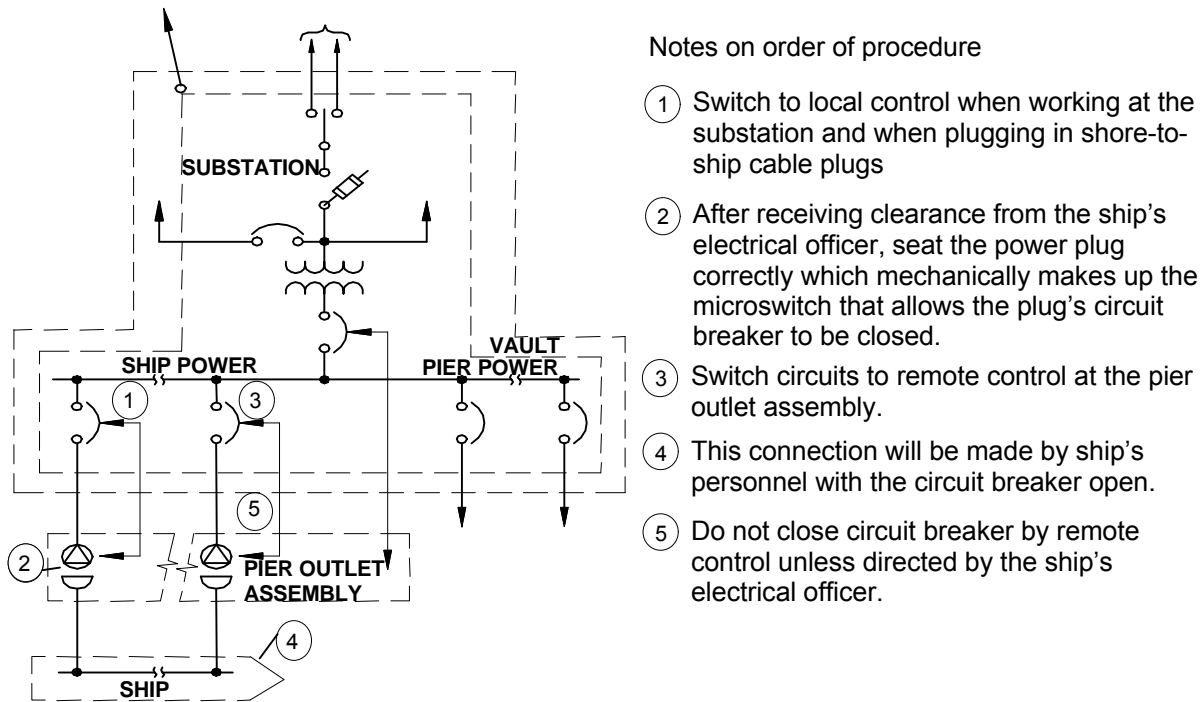 Notes on order of procedure
1 Switch to local control when working at the
substation and when plugging in shore-to-
ship cable plugs
2 After receiving clearance from the ship's
electrical officer, seat the power plug
correctly which mechanically makes up the
microswitch that allows the plug's circuit
breaker to be closed.
3 Switch circuits to remote control at the pier
outlet assembly.
4 This connection will be made by ship's
personnel with the circuit breaker open.
5 Do not close circuit breaker by remote
control unless directed by the ship's
electrical officer.
SUBSTATION
VAULT
SHIP POWER
PIER POWER
1
3
5
2
PIER OUTLET
ASSEMBLY
4
SHIP